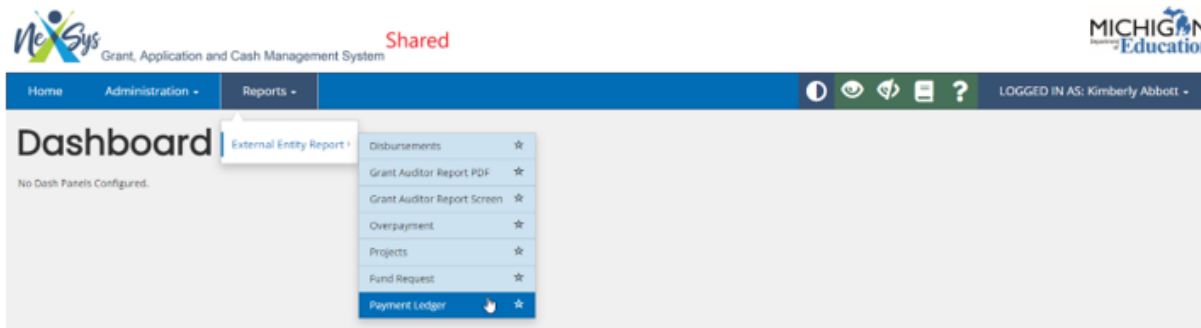 NexSys
Grant, Application and Cash Management System
Shared
MICHIGAN
Department of Education
Home Administration Reports ? LOGGED IN AS: Kimberly Abbott
Dashboard
No Dash Panels Configured.
External Entity Report
Disbursements
Grant Auditor Report PDF
Grant Auditor Report Screen
Overpayment
Projects
Fund Request
Payment Ledger